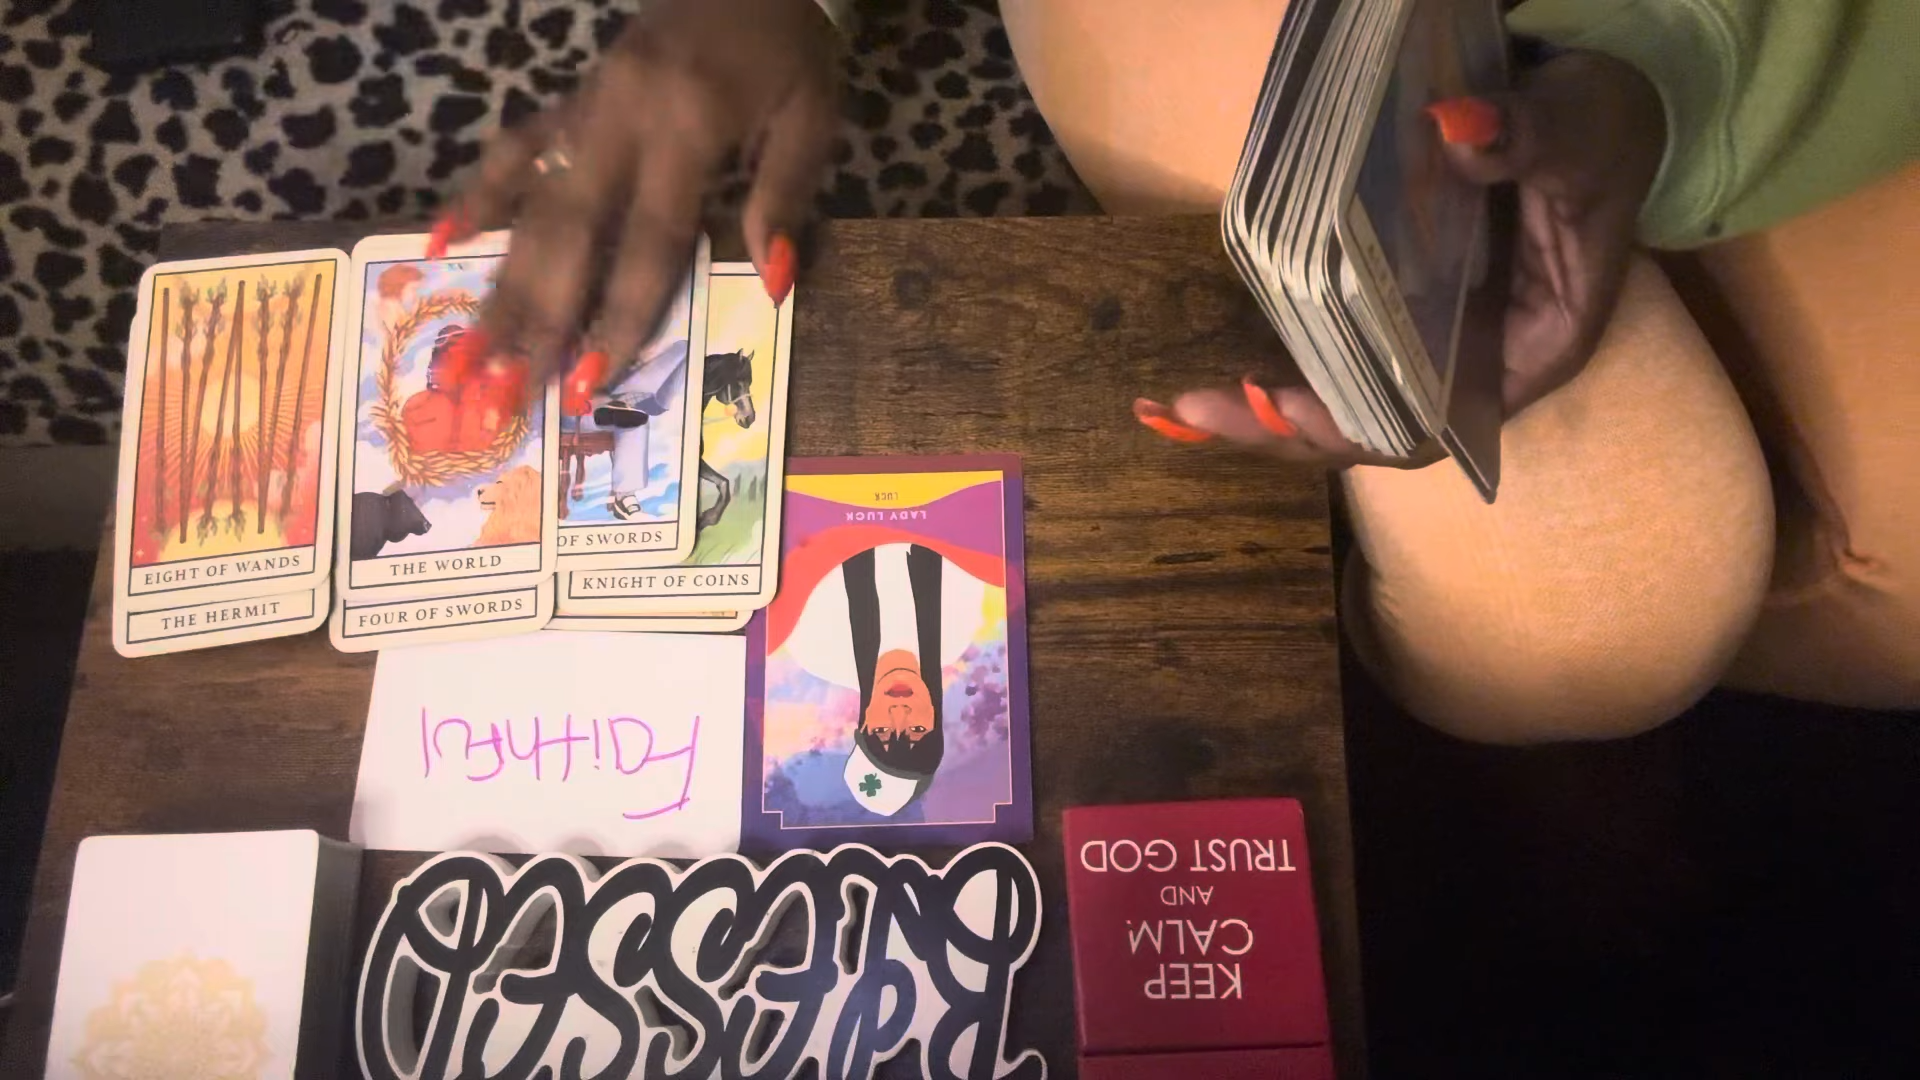 EIGHT OF WANDS
THE HERMIT
THE WORLD
FOUR OF SWORDS
OF SWORDS
KNIGHT OF COINS
LADY LUCK
LUCK
Faithful
Blessed
KEEP
CALM
AND
TRUST GOD